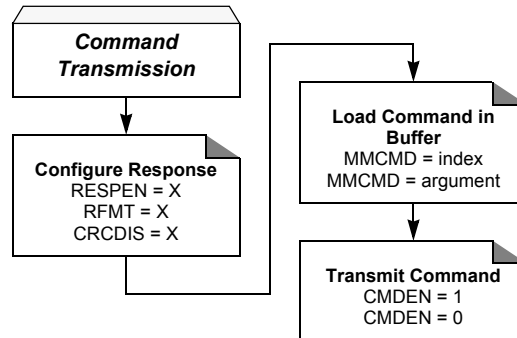 Command
Transmission
Configure Response
RESPEN = X
RFMT = X
CRCDIS = X
Load Command in
Buffer
MMCMD = index
MMCMD = argument
Transmit Command
CMDEN = 1
CMDEN = 0